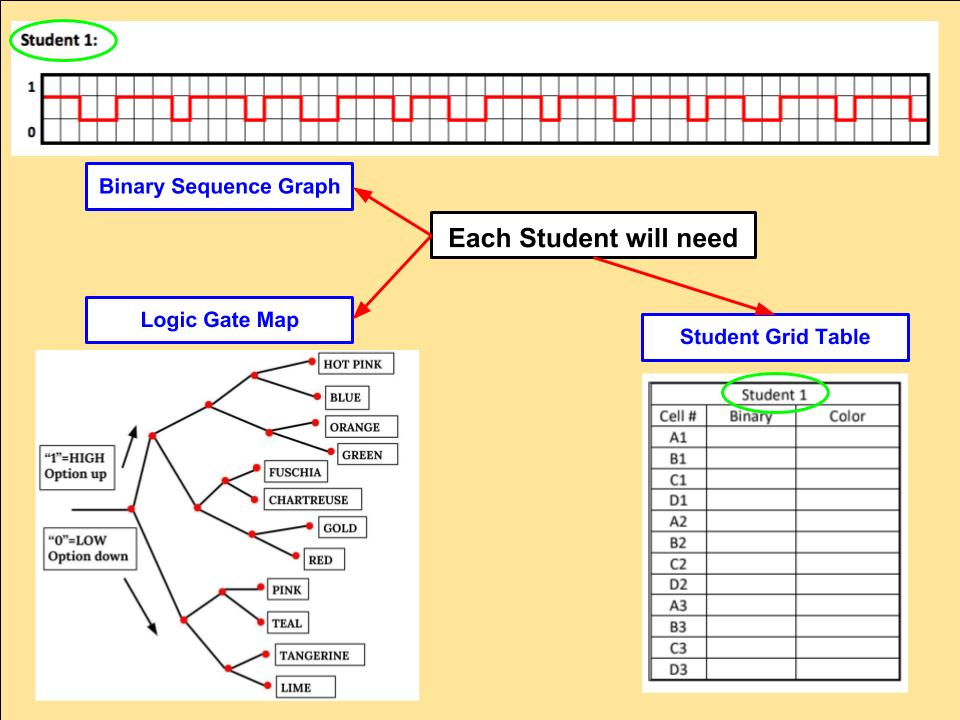 Student 1:
1
0
Binary Sequence Graph
Each Student will need
Logic Gate Map
Student Grid Table
HOT PINK
BLUE
ORANGE
GREEN
"1"=HIGH
Option up
FUSCHIA
CHARTREUSE
GOLD
"0"=LOW
Option down
RED
PINK
TEAL
TANGERINE
LIME
Student 1
Cell # Binary Color
A1
B1
C1
D1
A2
B2
C2
D2
A3
B3
C3
D3